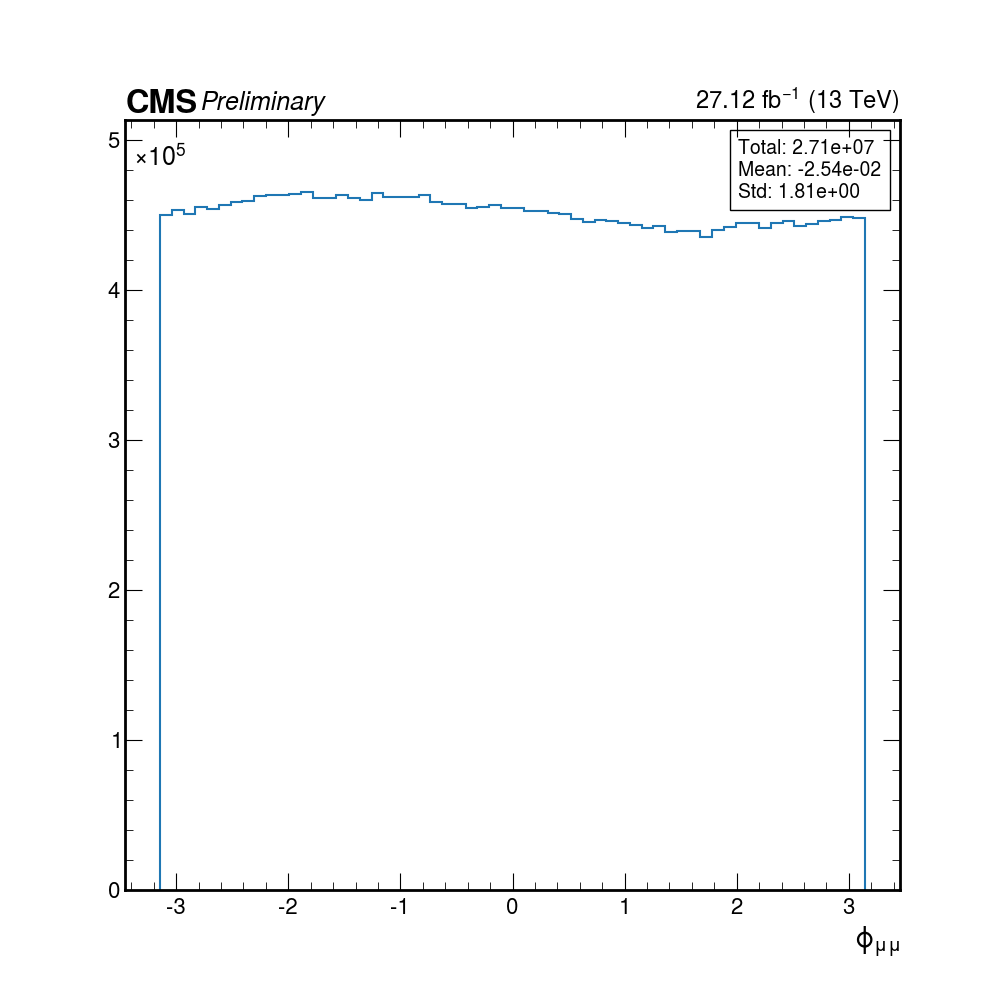 CMS Preliminary 27.12 fb⁻¹ (13 TeV)
×10⁵
Total: 2.71e+07
Mean: -2.54e-02
Std: 1.81e+00
5
4
3
2
1
0
-3 -2 -1 0 1 2 3
ϕμμ